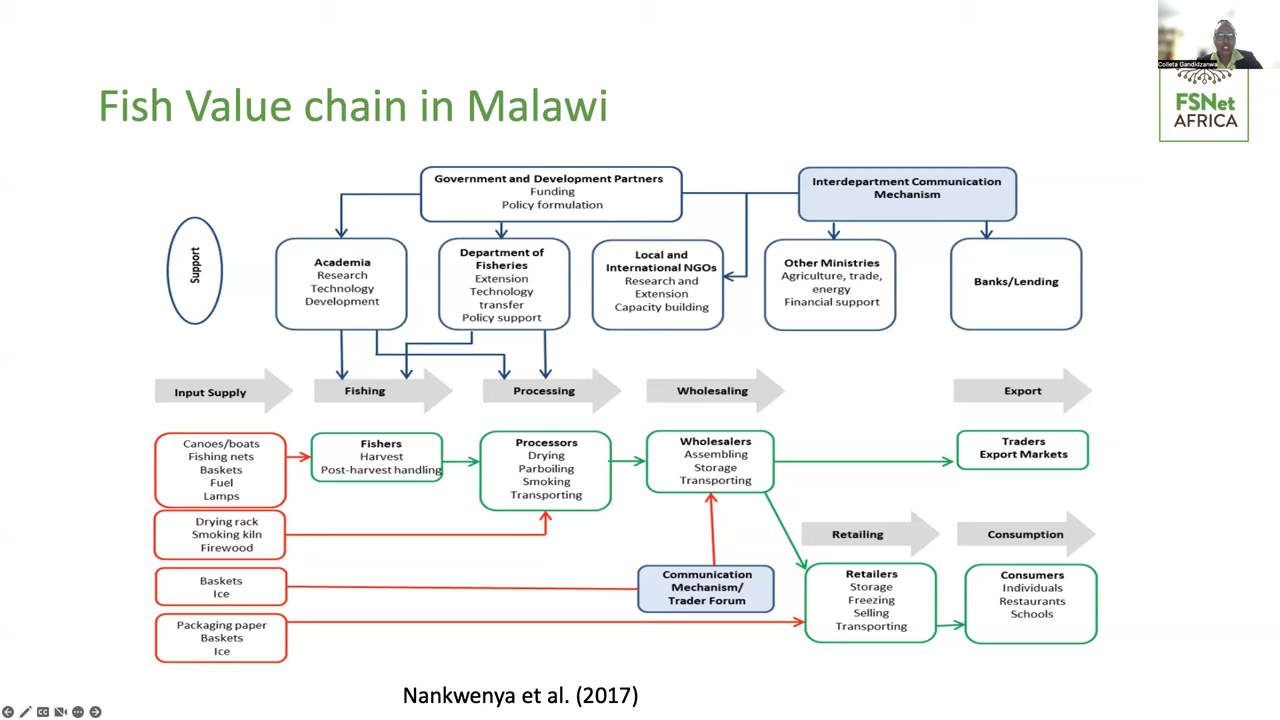 Colleta Gandidzanwa
FSNet
AFRICA
Fish Value chain in Malawi
Government and Development Partners
Funding
Policy formulation
Interdepartment Communication
Mechanism
Support
Academia
Research
Technology
Development
Department of
Fisheries
Extension
Technology
transfer
Policy support
Local and
International NGOs
Research and
Extension
Capacity building
Other Ministries
Agriculture, trade,
energy
Financial support
Banks/Lending
Input Supply
Fishing
Processing
Wholesaling
Export
Canoes/boats
Fishing nets
Baskets
Fuel
Lamps
Fishers
Harvest
Post-harvest handling
Processors
Drying
Parboiling
Smoking
Transporting
Wholesalers
Assembling
Storage
Transporting
Traders
Export Markets
Drying rack
Smoking kiln
Firewood
Retailing
Consumption
Baskets
Ice
Communication
Mechanism/
Trader Forum
Retailers
Storage
Freezing
Selling
Transporting
Consumers
Individuals
Restaurants
Schools
Packaging paper
Baskets
Ice
Nankwenya et al. (2017)